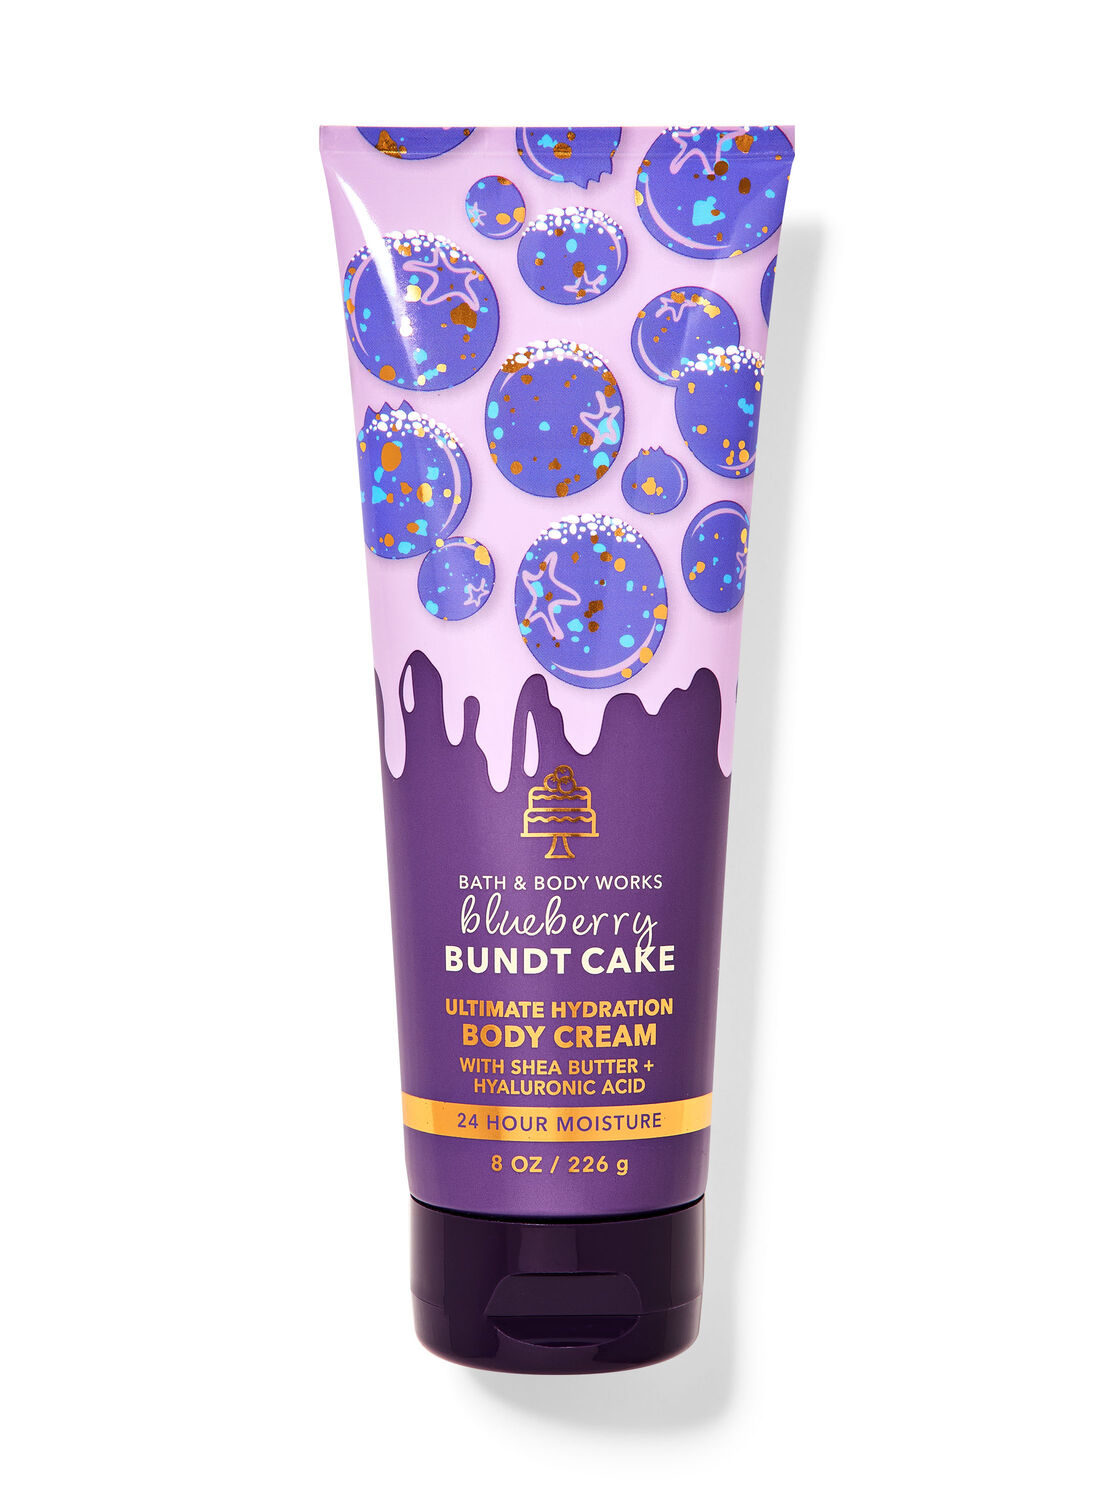 BATH & BODY WORKS
blueberry
BUNDT CAKE
ULTIMATE HYDRATION
BODY CREAM
WITH SHEA BUTTER +
HYALURONIC ACID
24 HOUR MOISTURE
8 OZ / 226 g